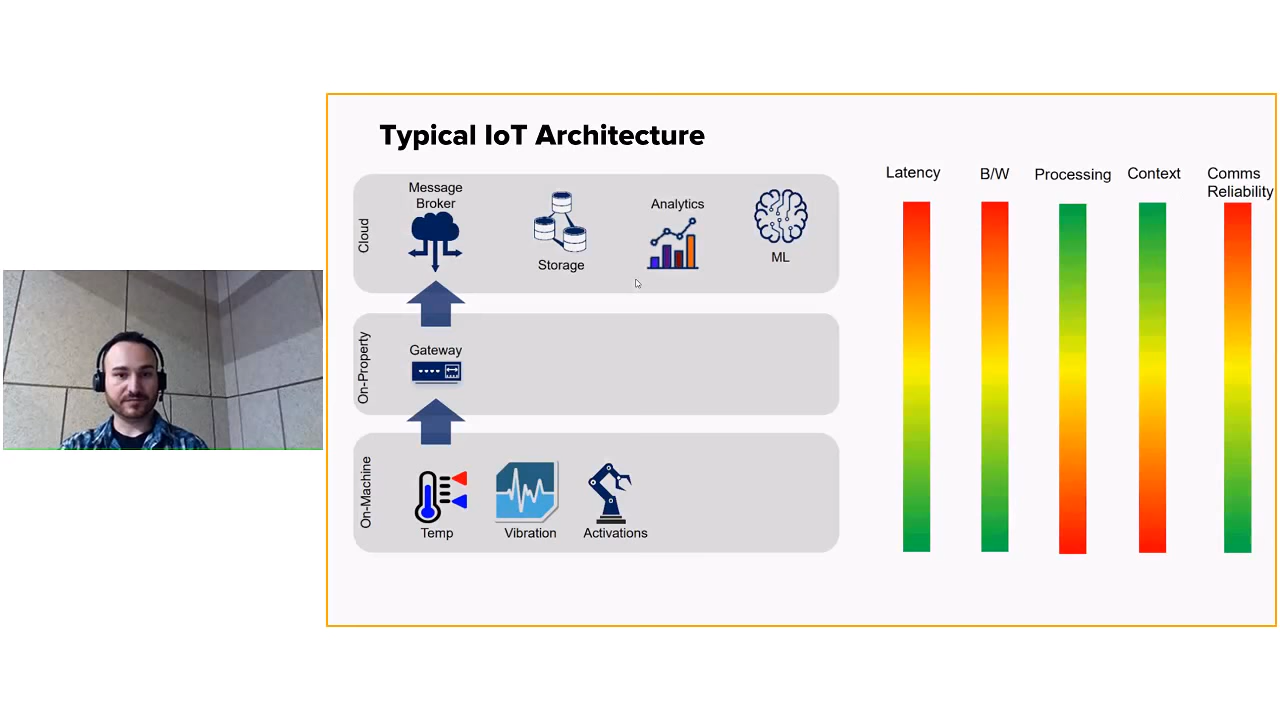 Typical IoT Architecture
Cloud
Message
Broker
Storage
Analytics
ML
On-Property
Gateway
On-Machine
Temp
Vibration
Activations
Latency
B/W
Processing
Context
Comms
Reliability